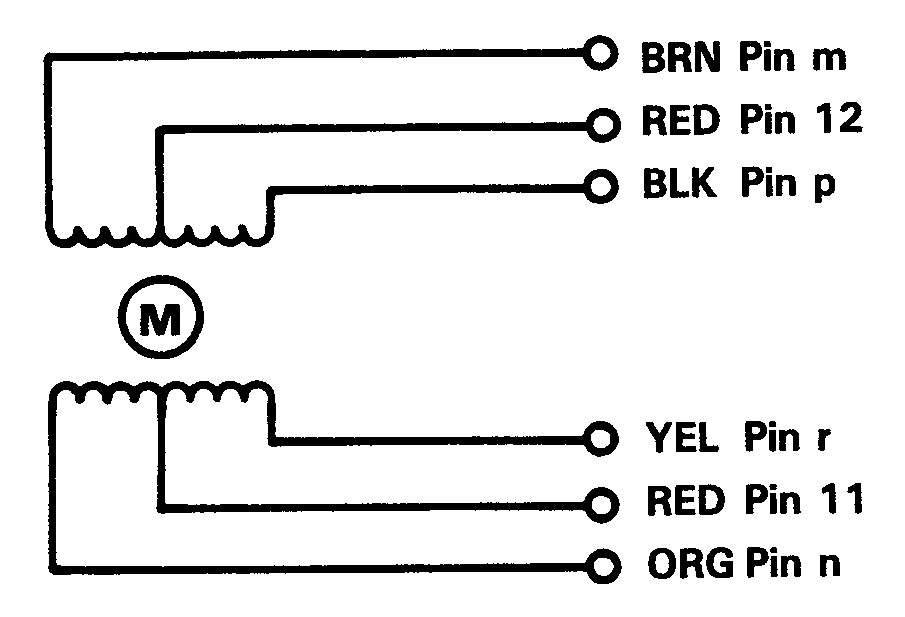 BRN Pin m
RED Pin 12
BLK Pin p
M
YEL Pin r
RED Pin 11
ORG Pin n